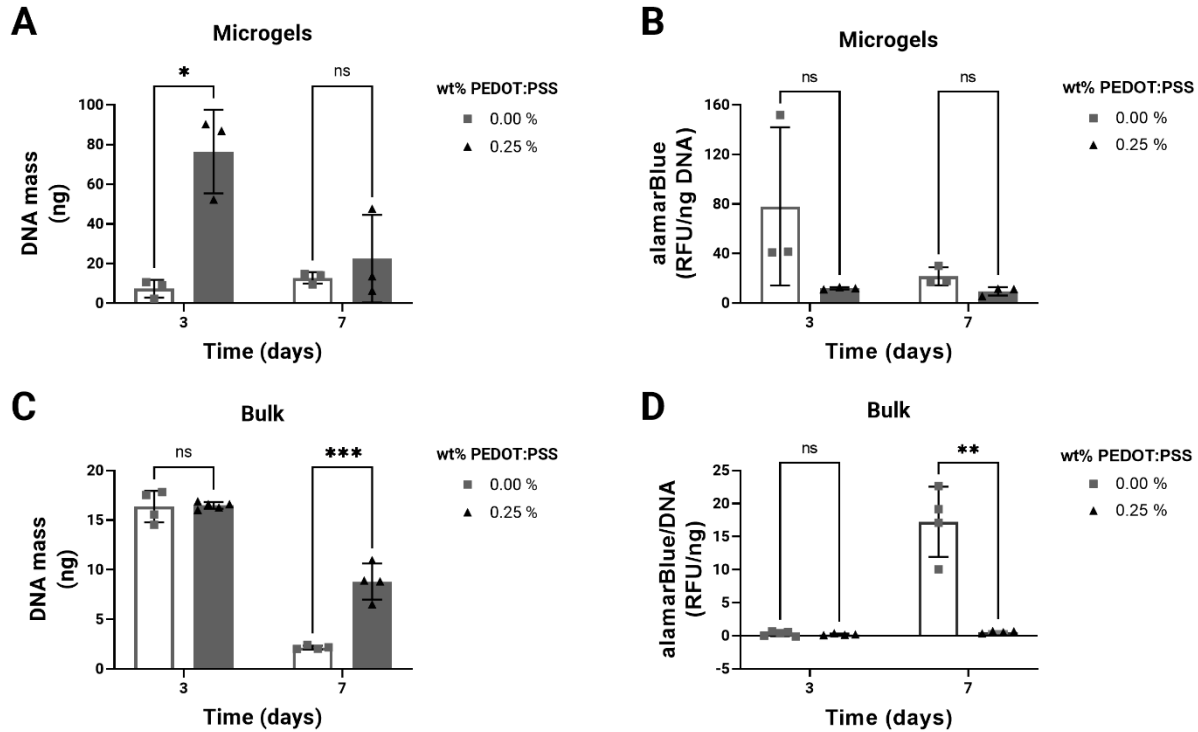 A
Microgels
*
ns
wt% PEDOT:PSS
0.00 %
0.25 %
DNA mass
(ng)
100
80
60
40
20
0
3
7
Time (days)
B
Microgels
ns
ns
wt% PEDOT:PSS
0.00 %
0.25 %
alamarBlue
(RFU/ng DNA)
160
120
80
40
0
3
7
Time (days)
C
Bulk
ns
***
wt% PEDOT:PSS
0.00 %
0.25 %
DNA mass
(ng)
20
15
10
5
0
3
7
Time (days)
D
Bulk
ns
**
wt% PEDOT:PSS
0.00 %
0.25 %
alamarBlue/DNA
(RFU/ng)
25
20
15
10
5
0
-5
3
7
Time (days)